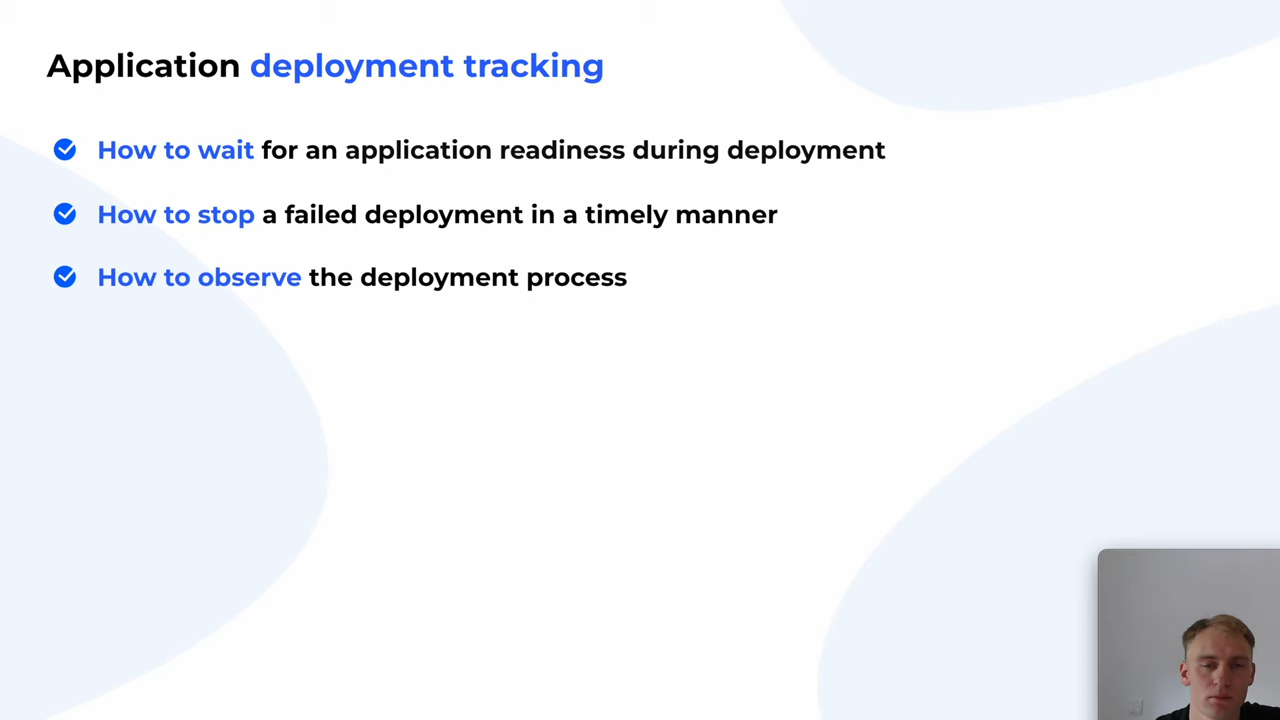 Application deployment tracking
How to wait for an application readiness during deployment
How to stop a failed deployment in a timely manner
How to observe the deployment process